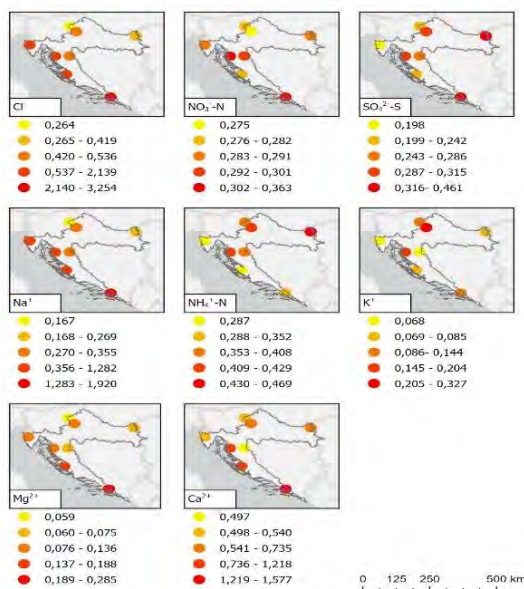 Cl⁻ NO₃⁻-N SO₄²⁻-S
0,264 0,275 0,198
0,265 - 0,419 0,276 - 0,282 0,199 - 0,242
0,420 - 0,536 0,283 - 0,291 0,243 - 0,286
0,537 - 2,139 0,292 - 0,301 0,287 - 0,315
2,140 - 3,254 0,302 - 0,363 0,316- 0,461
Na⁺ NH₄⁺-N K⁺
0,167 0,287 0,068
0,168 - 0,269 0,288 - 0,352 0,069 - 0,085
0,270 - 0,355 0,353 - 0,408 0,086- 0,144
0,356 - 1,282 0,409 - 0,429 0,145 - 0,204
1,283 - 1,920 0,430 - 0,469 0,205 - 0,327
Mg²⁺ Ca²⁺
0,059 0,497
0,060 - 0,075 0,498 - 0,540
0,076 - 0,136 0,541 - 0,735
0,137 - 0,188 0,736 - 1,218
0,189 - 0,285 1,219 - 1,577
0 125 250 500 km